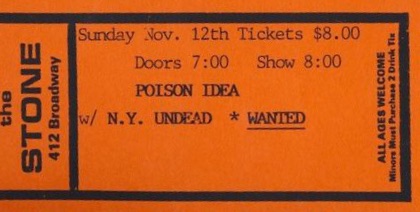 the
STONE
412 Broadway
Sunday Nov. 12th Tickets $8.00
Doors 7:00 Show 8:00
POISON IDEA
w/ N.Y. UNDEAD * WANTED
ALL AGES WELCOME
Minors Must Purchase 2 Drink Tix